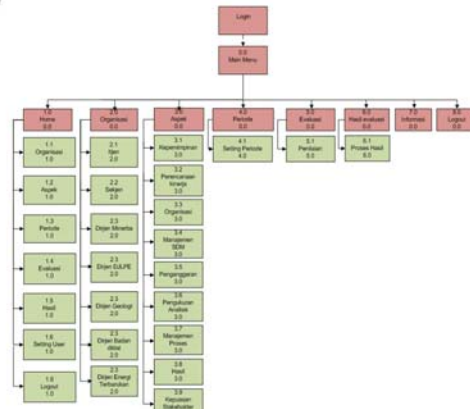 Login
0.0
Main Menu
1.0
Home
0.0
2.0
Organisasi
0.0
3.0
Aspek
0.0
4.0
Periode
0.0
5.0
Evaluasi
0.0
6.0
Hasil evaluasi
0.0
7.0
Informasi
0.0
8.0
Logout
0.0
1.1
Organisasi
1.0
1.2
Aspek
1.0
1.3
Periode
1.0
1.4
Evaluasi
1.0
1.5
Hasil
1.0
1.6
Setting User
1.0
Logout
1.0
2.1
Itjen
2.0
2.2
Sekjen
2.0
2.3
Dirjen Minerba
2.0
2.3
Dirjen DJLPE
2.0
2.3
Dirjen Geologi
2.0
2.3
Dirjen Badan
diklat
2.0
2.3
Dirjen Energi
Terbarukan
2.0
3.1
Kepemimpinan
3.0
3.2
Perencanaan
kinerja
3.0
3.3
Organisasi
3.0
3.4
Manajemen
SDM
3.0
3.5
Penganggaran
3.0
3.6
Pengukuran
Analisis
3.0
3.7
Manajemen
Proses
3.0
3.8
Hasil
3.0
3.9
Kepuasan
Stakeholder
4.1
Setting Periode
4.0
5.1
Penilaian
5.0
6.1
Proses Hasil
6.0